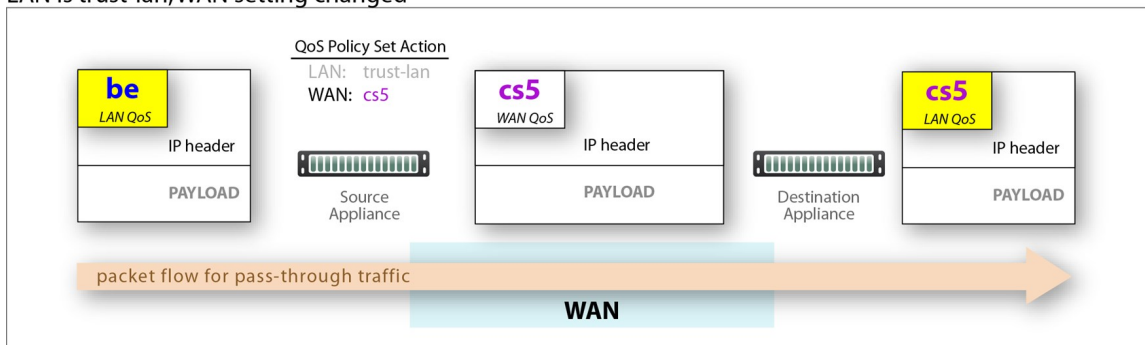 LAN is trust-lan, WAN setting changed
QoS Policy Set Action
LAN: trust-lan
WAN: cs5
be
LAN QoS
IP header
PAYLOAD
Source
Appliance
cs5
WAN QoS
IP header
PAYLOAD
Destination
Appliance
cs5
LAN QoS
IP header
PAYLOAD
packet flow for pass-through traffic
WAN